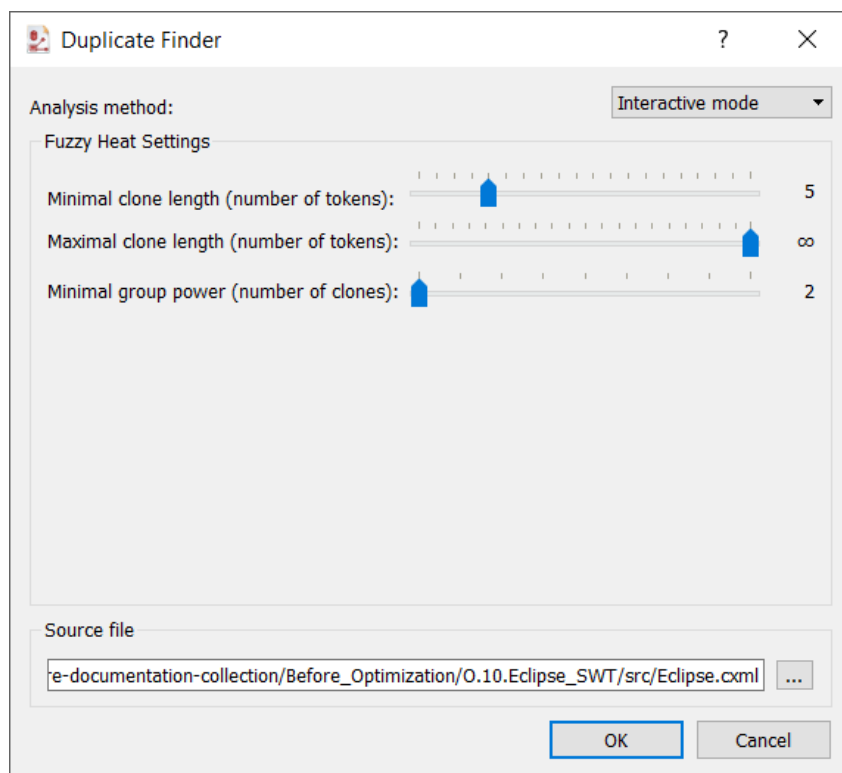 Duplicate Finder ?
Analysis method: Interactive mode
Fuzzy Heat Settings
Minimal clone length (number of tokens): 5
Maximal clone length (number of tokens): ∞
Minimal group power (number of clones): 2
Source file
re-documentation-collection/Before_Optimization/O.10.Eclipse_SWT/src/Eclipse.cxml ...
OK Cancel